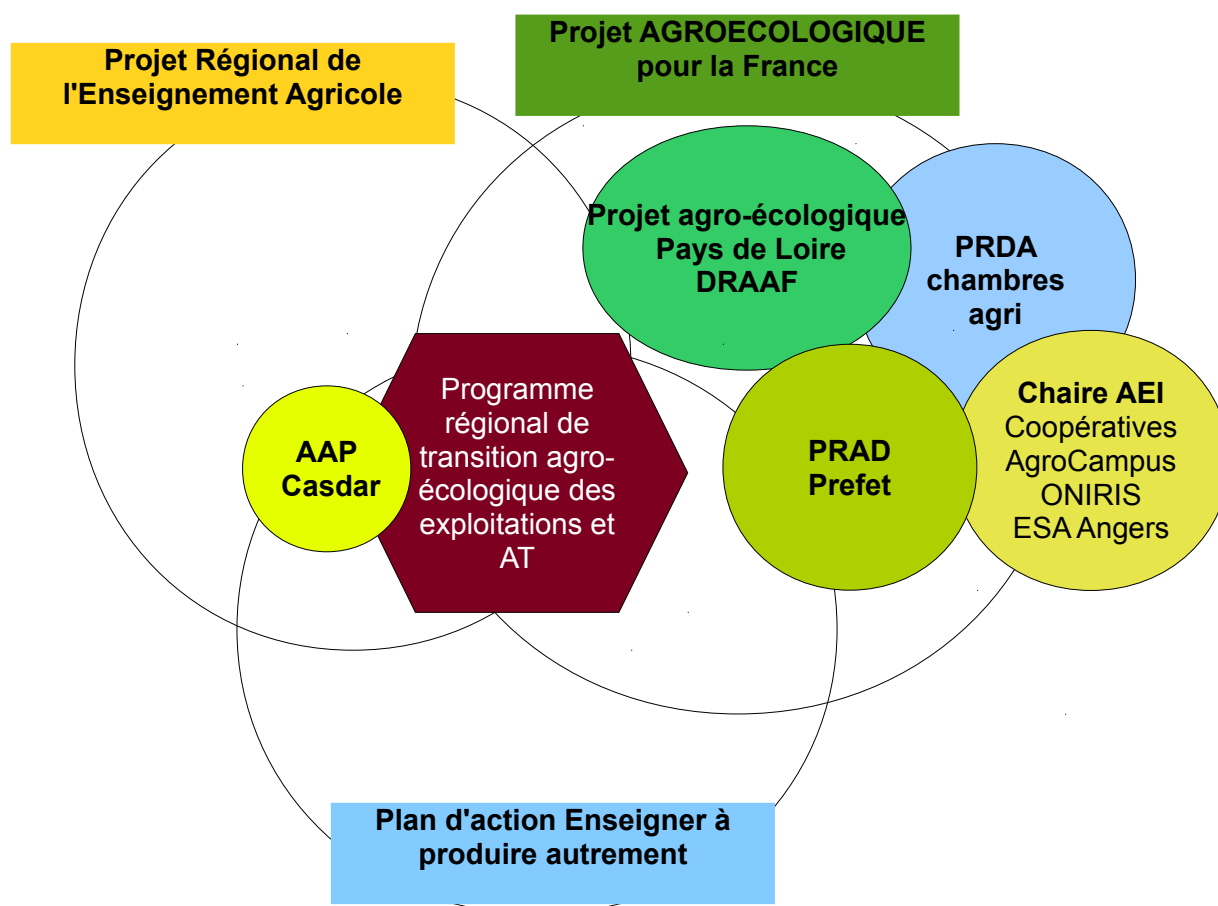 Projet Régional de
l'Enseignement Agricole
Projet AGROECOLOGIQUE
pour la France
Projet agro-écologique
Pays de Loire
DRAAF
PRDA
chambres
agri
Programme
régional de
transition agro-
écologique des
exploitations et
AT
AAP
Casdar
PRAD
Prefet
Chaire AEI
Coopératives
AgroCampus
ONIRIS
ESA Angers
Plan d'action Enseigner à
produire autrement